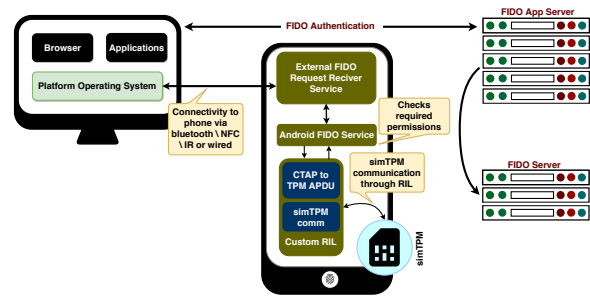 FIDO App Server
FIDO Authentication
Browser
Applications
Platform Operating System
Connectivity to
phone via
bluetooth \ NFC
\ IR or wired
External FIDO
Request Reciver
Service
Checks
required
permissions
Android FIDO Service
simTPM
communication
through RIL
CTAP to
TPM APDU
simTPM
comm
Custom RIL
simTPM
FIDO Server